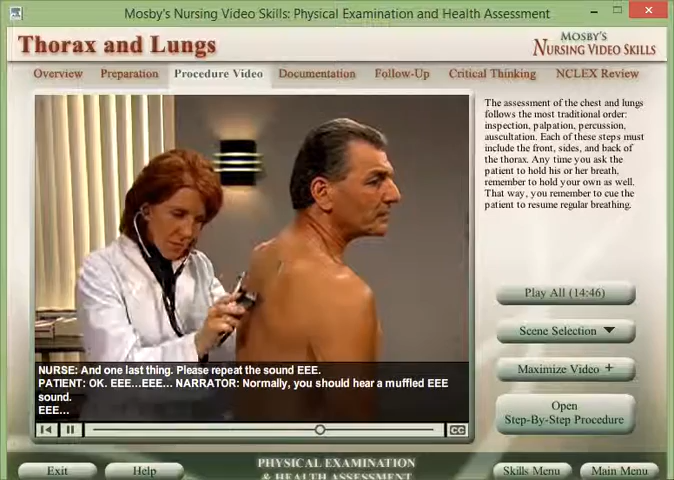 Mosby's Nursing Video Skills: Physical Examination and Health Assessment
Thorax and Lungs
MOSBY'S
NURSING VIDEO SKILLS
Overview Preparation Procedure Video Documentation Follow-Up Critical Thinking NCLEX Review
The assessment of the chest and lungs
follows the most traditional order:
inspection, palpation, percussion,
auscultation. Each of these steps must
include the front, sides, and back of
the thorax. Any time you ask the
patient to hold his or her breath,
remember to hold your own as well.
That way, you remember to cue the
patient to resume regular breathing.
Play All (14:46)
Scene Selection
Maximize Video +
Open
Step-By-Step Procedure
NURSE: And one last thing. Please repeat the sound EEE.
PATIENT: OK. EEE...EEE... NARRATOR: Normally, you should hear a muffled EEE
sound.
EEE...
CC
Exit Help PHYSICAL EXAMINATION Skills Menu Main Menu
& HEALTH ASSESSMENT